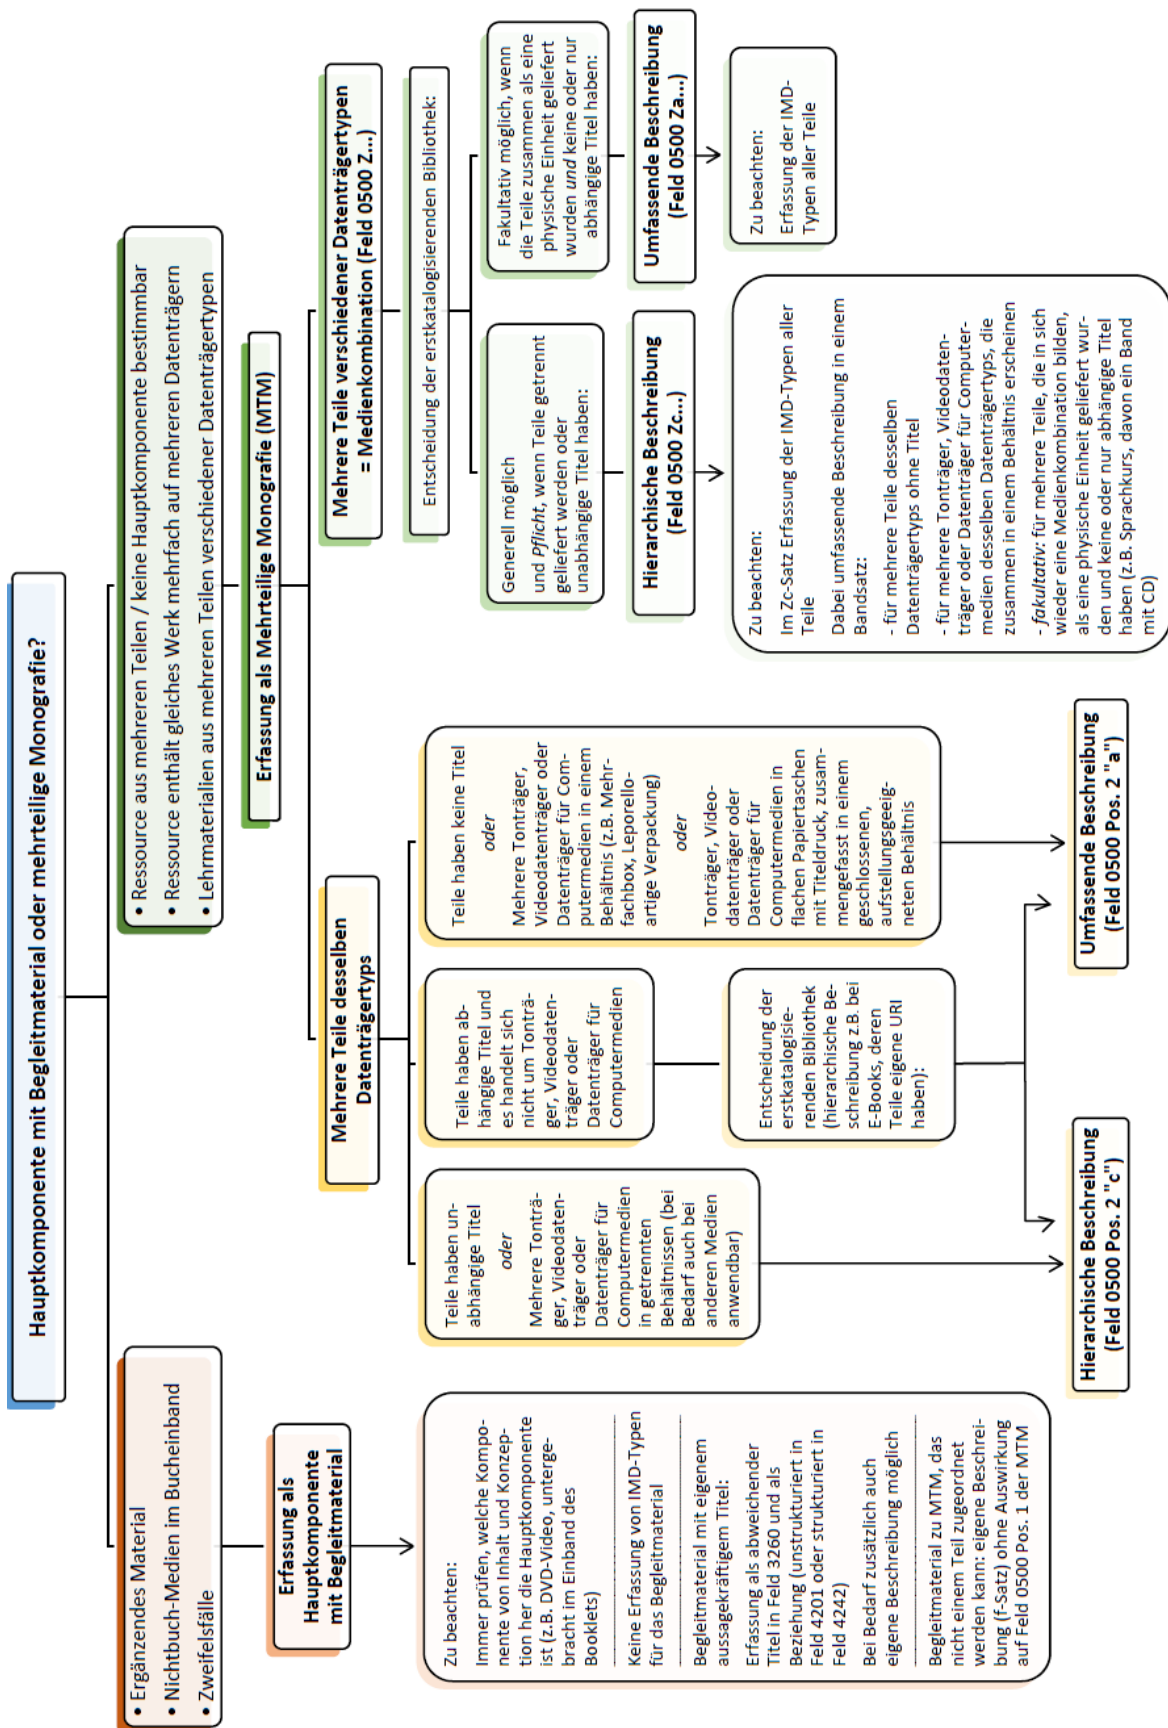 Hauptkomponente mit Begleitmaterial oder mehrteilige Monografie?
• Ergänzendes Material
• Nichtbuch-Medien im Bucheinband
• Zweifelsfälle
Erfassung als
Hauptkomponente
mit Begleitmaterial
Zu beachten:
Immer prüfen, welche Kompo-
nente von Inhalt und Konzep-
tion her die Hauptkomponente
ist (z.B. DVD-Video, unterge-
bracht im Einband des
Booklets)
Keine Erfassung von IMD-Typen
für das Begleitmaterial
Begleitmaterial mit eigenem
aussagekräftigem Titel:
Erfassung als abweichender
Titel in Feld 3260 und als
Beziehung (unstrukturiert in
Feld 4201 oder strukturiert in
Feld 4242)
Bei Bedarf zusätzlich auch
eigene Beschreibung möglich
Begleitmaterial zu MTM, das
nicht einem Teil zugeordnet
werden kann: eigene Beschrei-
bung (f-Satz) ohne Auswirkung
auf Feld 0500 Pos. 1 der MTM
• Ressource aus mehreren Teilen / keine Hauptkomponente bestimmbar
• Ressource enthält gleiches Werk mehrfach auf mehreren Datenträgern
• Lehrmaterialien aus mehreren Teilen verschiedener Datenträgertypen
Erfassung als Mehrteilige Monografie (MTM)
Mehrere Teile desselben
Datenträgertyps
Teile haben un-
abhängige Titel
oder
Mehrere Tonträ-
ger, Videodaten-
träger oder
Datenträger für
Computermedien
in getrennten
Behältnissen (bei
Bedarf auch bei
anderen Medien
anwendbar)
Teile haben ab-
hängige Titel und
es handelt sich
nicht um Tonträ-
ger, Videodaten-
träger oder
Datenträger für
Computermedien
Entscheidung der
erstkatalogisie-
renden Bibliothek
(hierarchische Be-
schreibung z.B. bei
E-Books, deren
Teile eigene URI
haben):
Teile haben keine Titel
oder
Mehrere Tonträger,
Videodatenträger oder
Datenträger für Com-
putermedien in einem
Behältnis (z.B. Mehr-
fachbox, Leporello-
artige Verpackung)
oder
Tonträger, Video-
datenträger oder
Datenträger für
Computermedien in
flachen Papiertaschen
mit Titeldruck, zusam-
mengefasst in einem
geschlossenen,
aufstellungsgeeig-
neten Behältnis
Hierarchische Beschreibung
(Feld 0500 Pos. 2 "c")
Umfassende Beschreibung
(Feld 0500 Pos. 2 "a")
Mehrere Teile verschiedener Datenträgertypen
= Medienkombination (Feld 0500 Z...)
Entscheidung der erstkatalogisierenden Bibliothek:
Generell möglich
und Pflicht, wenn Teile getrennt
geliefert werden oder
unabhängige Titel haben:
Hierarchische Beschreibung
(Feld 0500 Zc...)
Zu beachten:
Im Zc-Satz Erfassung der IMD-Typen aller
Teile
Dabei umfassende Beschreibung in einem
Bandsatz:
- für mehrere Teile desselben
Datenträgertyps ohne Titel
- für mehrere Tonträger, Videodaten-
träger oder Datenträger für Computer-
medien desselben Datenträgertyps, die
zusammen in einem Behältnis erscheinen
- fakultativ: für mehrere Teile, die in sich
wieder eine Medienkombination bilden,
als eine physische Einheit geliefert wur-
den und keine oder nur abhängige Titel
haben (z.B. Sprachkurs, davon ein Band
mit CD)
Fakultativ möglich, wenn
die Teile zusammen als eine
physische Einheit geliefert
wurden und keine oder nur
abhängige Titel haben:
Umfassende Beschreibung
(Feld 0500 Za...)
Zu beachten:
Erfassung der IMD-
Typen aller Teile